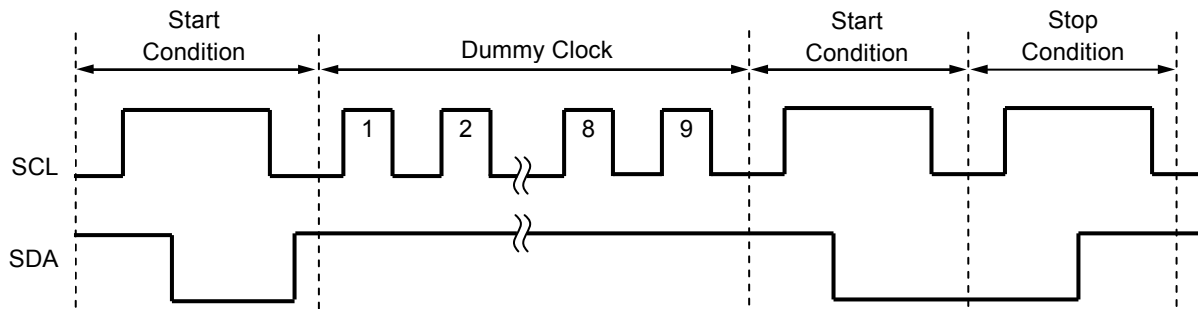 Start
Condition
Dummy Clock
Start
Condition
Stop
Condition
SCL
1
2
8
9
SDA